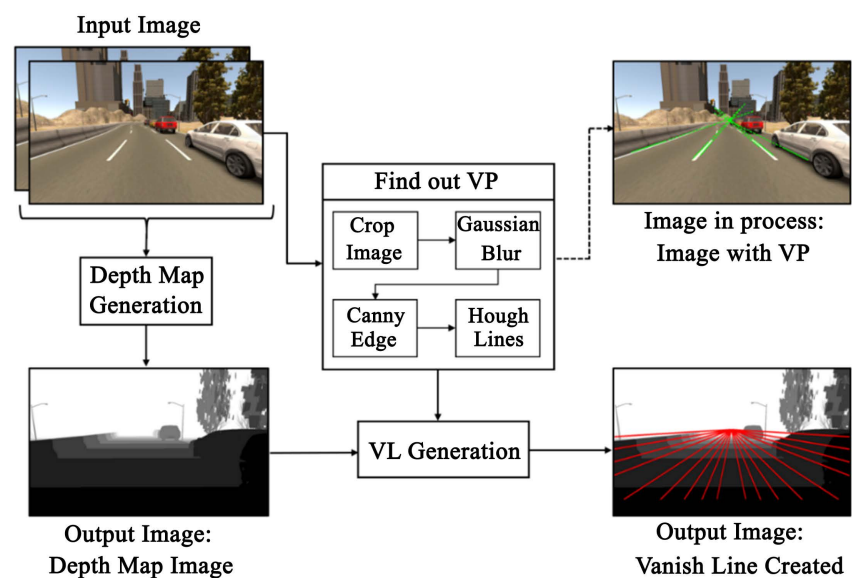 Input Image
Find out VP
Crop
Image
Gaussian
Blur
Canny
Edge
Hough
Lines
Image in process:
Image with VP
Depth Map
Generation
VL Generation
Output Image:
Depth Map Image
Output Image:
Vanish Line Created